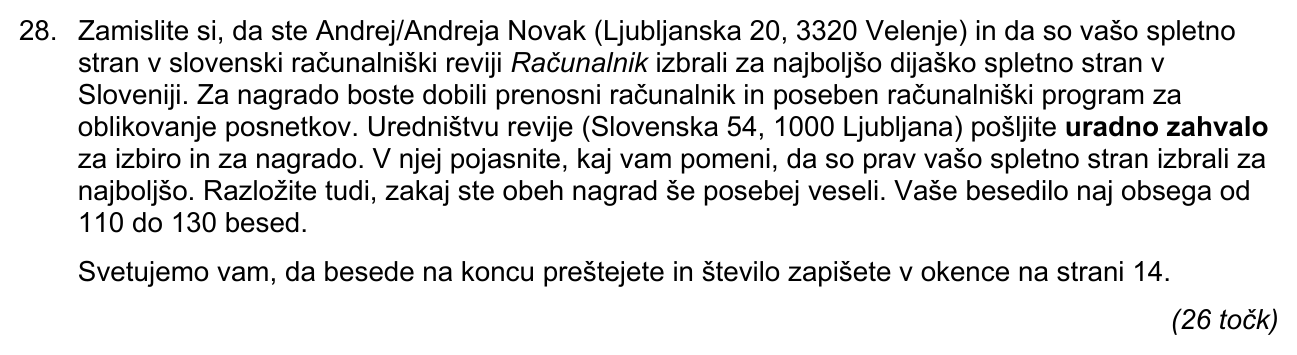 28. Zamislite si, da ste Andrej/Andreja Novak (Ljubljanska 20, 3320 Velenje) in da so vašo spletno
stran v slovenski računalniški reviji Računalnik izbrali za najboljšo dijaško spletno stran v
Sloveniji. Za nagrado boste dobili prenosni računalnik in poseben računalniški program za
oblikovanje posnetkov. Uredništvu revije (Slovenska 54, 1000 Ljubljana) pošljite uradno zahvalo
za izbiro in za nagrado. V njej pojasnite, kaj vam pomeni, da so prav vašo spletno stran izbrali za
najboljšo. Razložite tudi, zakaj ste obeh nagrad še posebej veseli. Vaše besedilo naj obsega od
110 do 130 besed.
Svetujemo vam, da besede na koncu preštejete in število zapišete v okence na strani 14.
(26 točk)